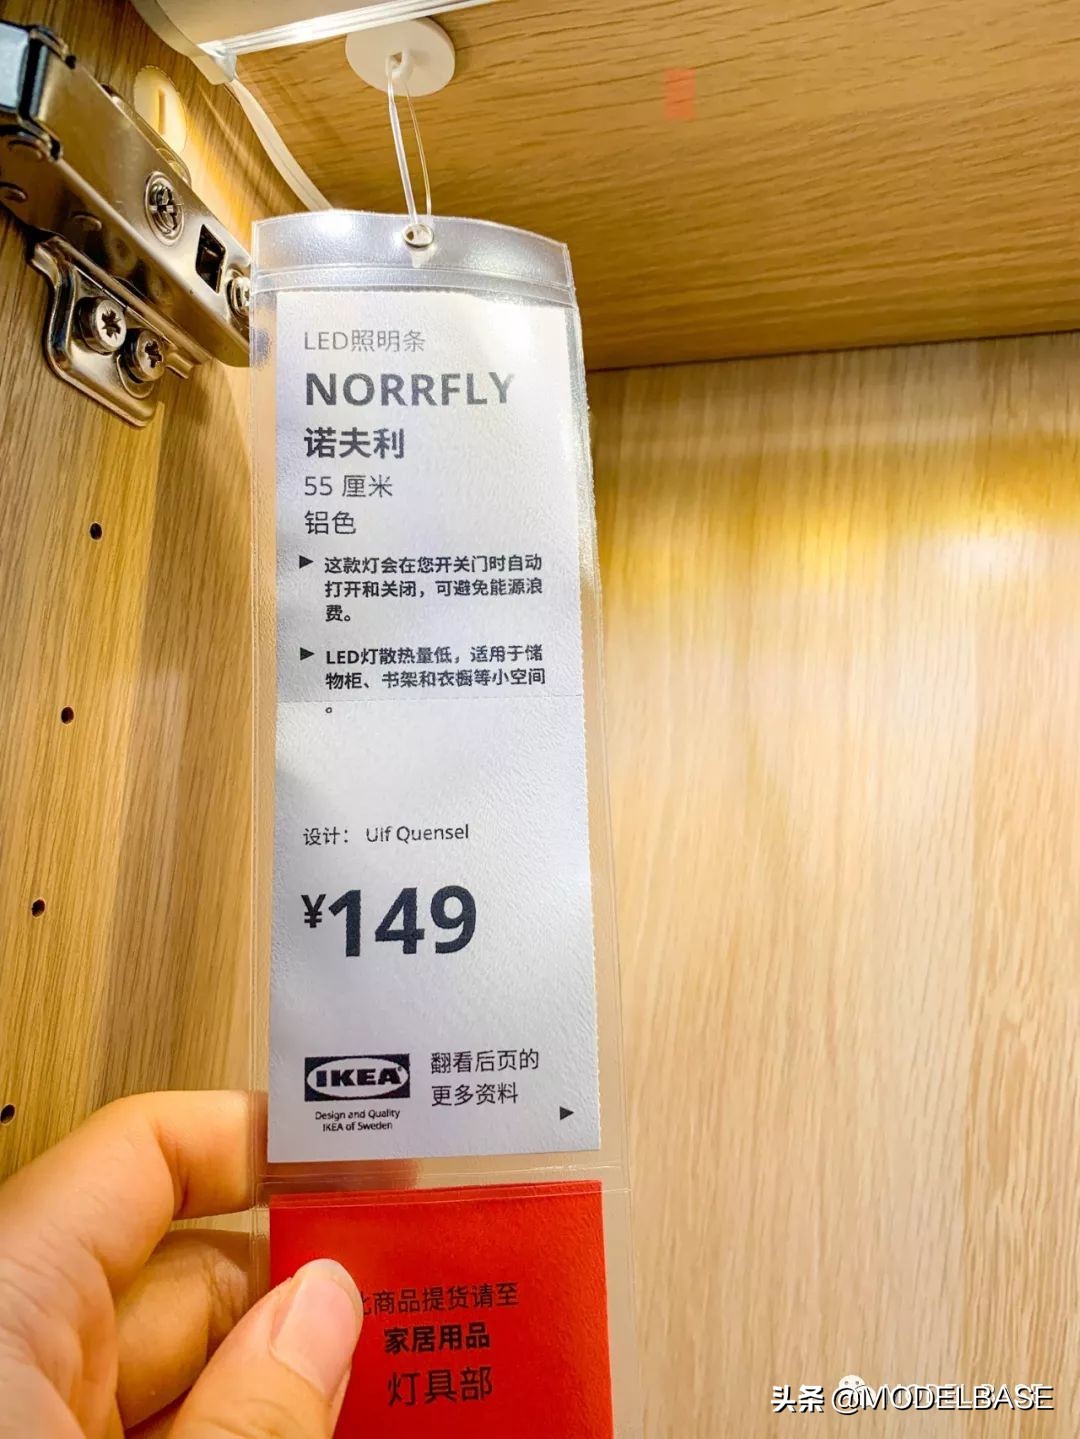 LED照明条
NORRFLY
诺夫利
55 厘米
铝色
▶ 这款灯会在您开关门时自动
打开和关闭，可避免能源浪
费。
▶ LED灯散热量低，适用于储
物柜、书架和衣橱等小空间
。
设计： Ulf Quensel
¥149
IKEA
Design and Quality
IKEA of Sweden
翻看后页的
更多资料
▶
此商品提货请至
家居用品
灯具部
头条 @MODELBASE